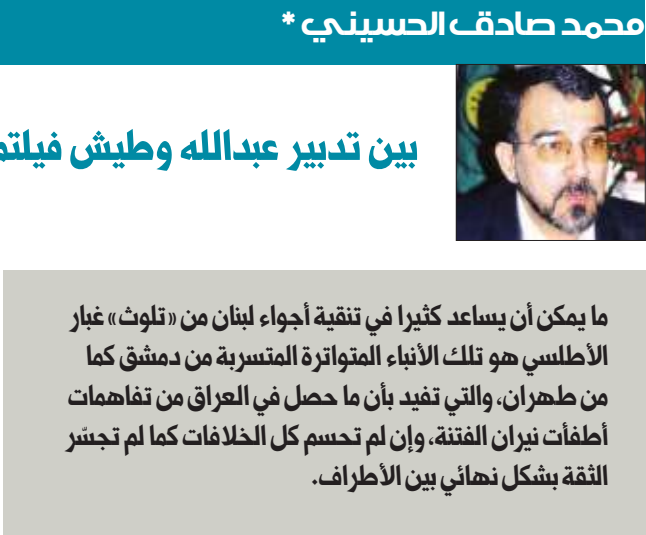 محمد صادق الحسيني *
بين تدبير عبدالله وطيش
ما يمكن أن يساعد كثيرا في تنقية أجواء لبنان من «تلوث» غبار
الأطلسي هو تلك الأنباء المتواترة المتسربة من دمشق كما
من طهران، والتي تفيد بأن ما حصل في العراق من تفاهمات
أطفأت نيران الفتنة، وإن لم تحسم كل الخلافات كما لم تجسّر
الثقة بشكل نهائي بين الأطراف.